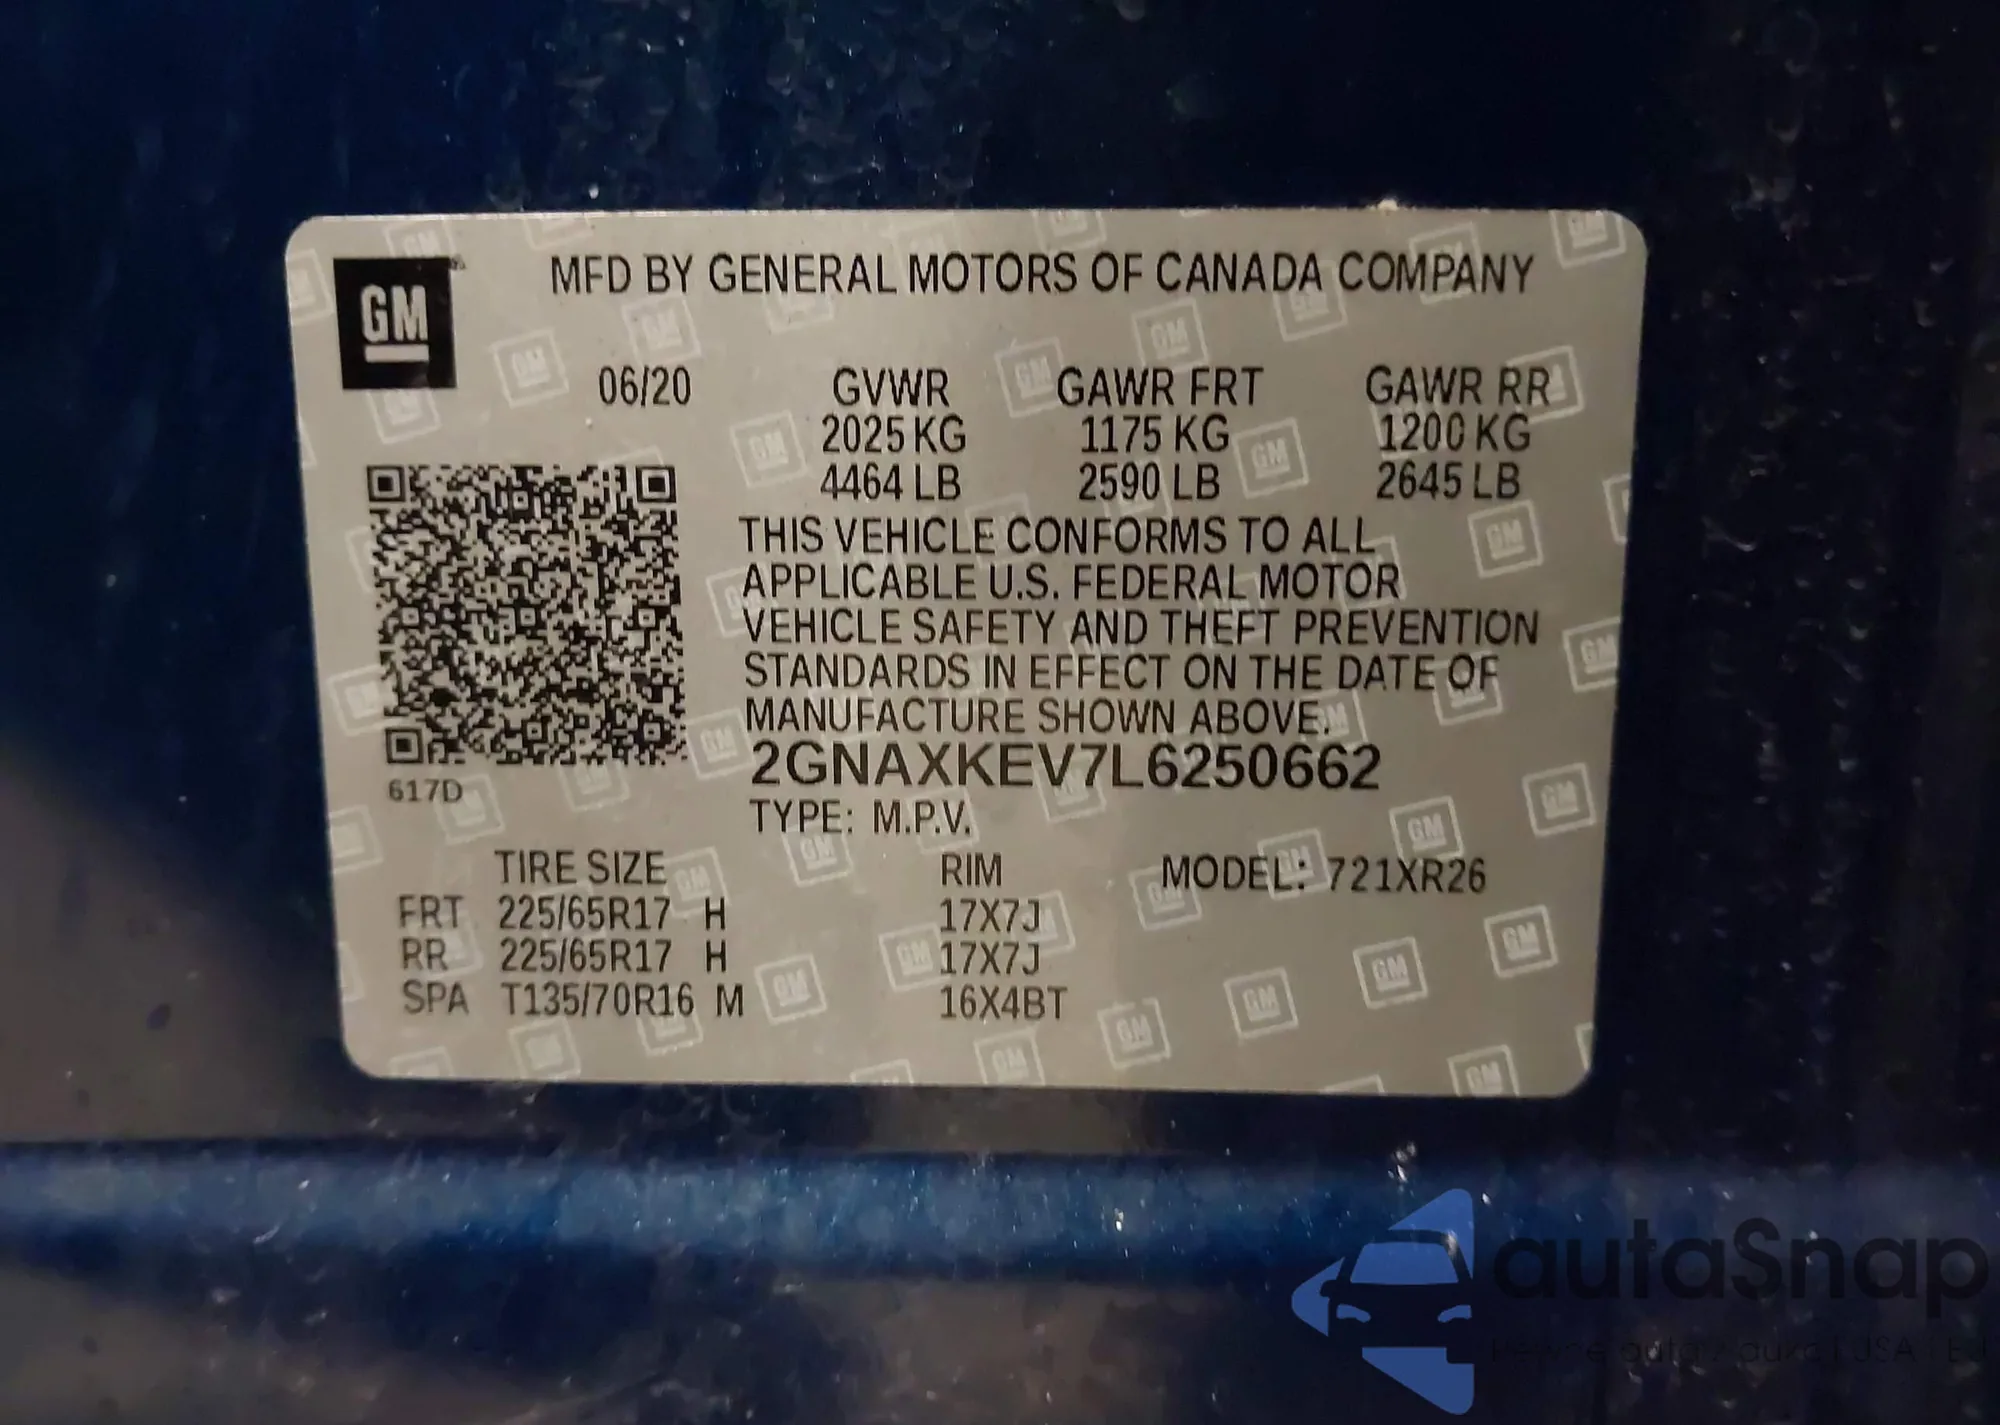 GM
MFD BY GENERAL MOTORS OF CANADA COMPANY
06/20 GVWR GAWR FRT GAWR RR
2025 KG 1175 KG 1200 KG
4464 LB 2590 LB 2645 LB
THIS VEHICLE CONFORMS TO ALL
APPLICABLE U.S. FEDERAL MOTOR
VEHICLE SAFETY AND THEFT PREVENTION
STANDARDS IN EFFECT ON THE DATE OF
MANUFACTURE SHOWN ABOVE.
2GNAXKEV7L6250662
617D
TYPE: M.P.V.
TIRE SIZE RIM MODEL: 721XR26
FRT 225/65R17 H 17X7J
RR 225/65R17 H 17X7J
SPA T135/70R16 M 16X4BT
autaSnap
auta z USA